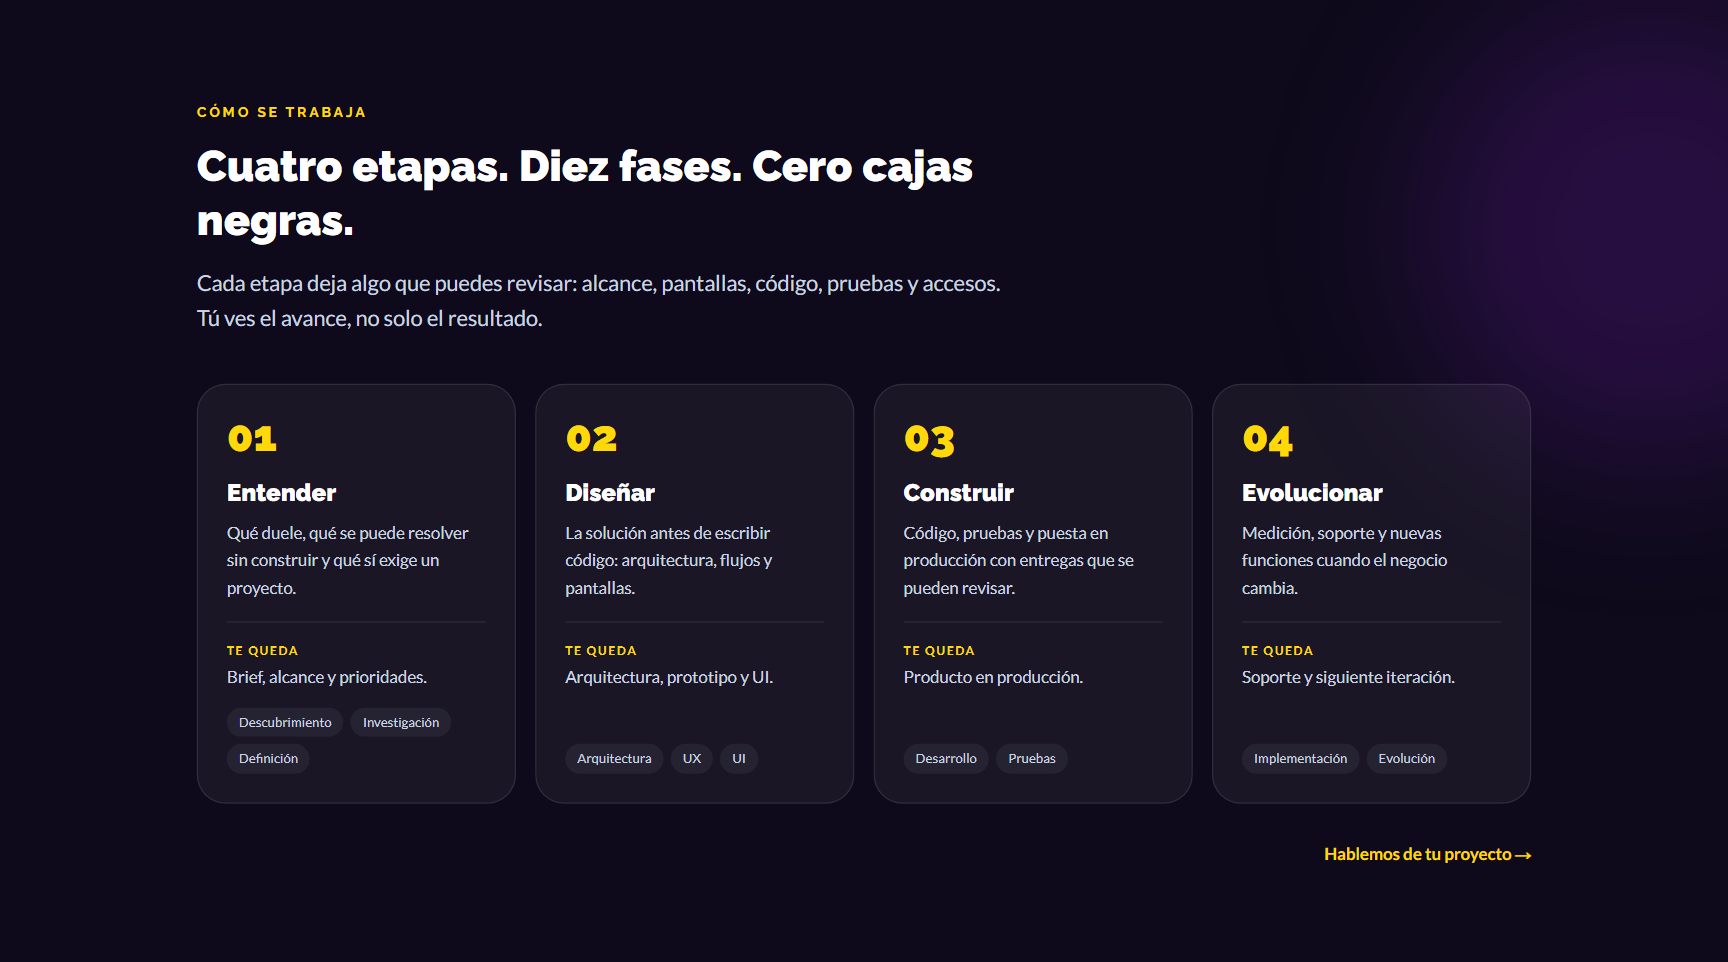 CÓMO SE TRABAJA
Cuatro etapas. Diez fases. Cero cajas
negras.
Cada etapa deja algo que puedes revisar: alcance, pantallas, código, pruebas y accesos.
Tú ves el avance, no solo el resultado.
01
Entender
Qué duele, qué se puede resolver
sin construir y qué sí exige un
proyecto.
TE QUEDA
Brief, alcance y prioridades.
Descubrimiento
Investigación
Definición
02
Diseñar
La solución antes de escribir
código: arquitectura, flujos y
pantallas.
TE QUEDA
Arquitectura, prototipo y UI.
Arquitectura
UX
UI
03
Construir
Código, pruebas y puesta en
producción con entregas que se
pueden revisar.
TE QUEDA
Producto en producción.
Desarrollo
Pruebas
04
Evolucionar
Medición, soporte y nuevas
funciones cuando el negocio
cambia.
TE QUEDA
Soporte y siguiente iteración.
Implementación
Evolución
Hablemos de tu proyecto →